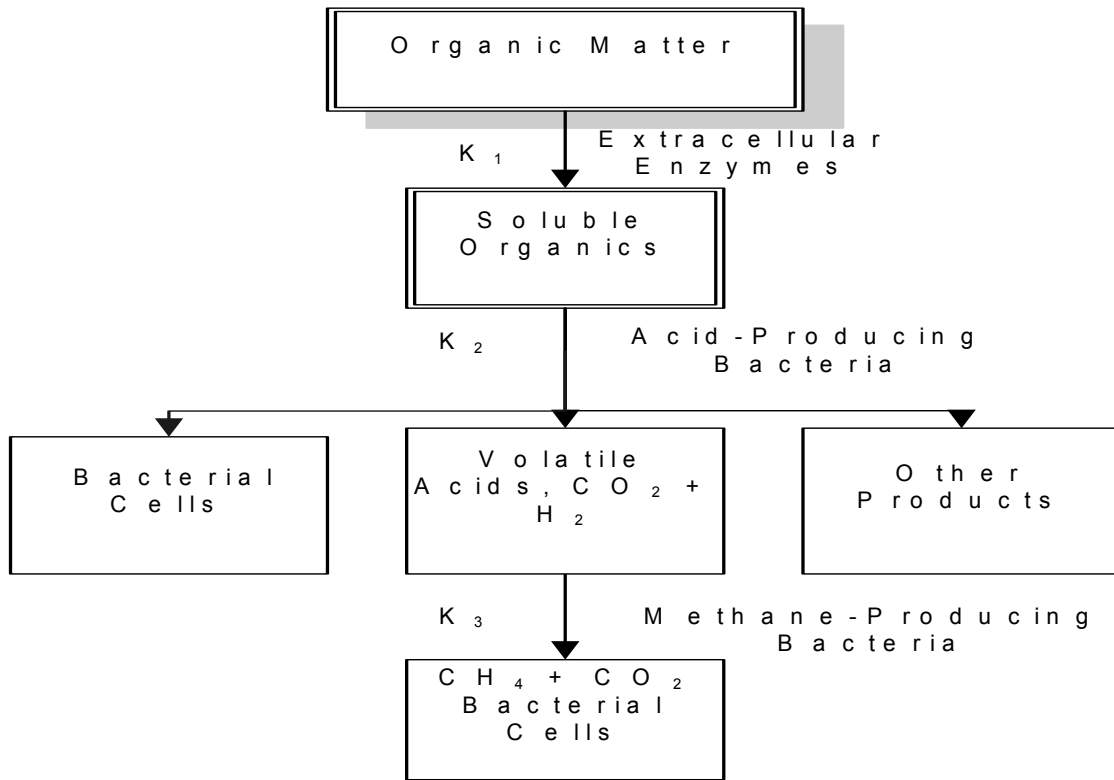 Organic Matter
K₁
Extracellular
Enzymes
Soluble
Organics
K₂
Acid-Producing
Bacteria
Bacterial
Cells
Volatile
Acids, CO₂ +
H₂
Other
Products
K₃
Methane-Producing
Bacteria
CH₄ + CO₂
Bacterial
Cells